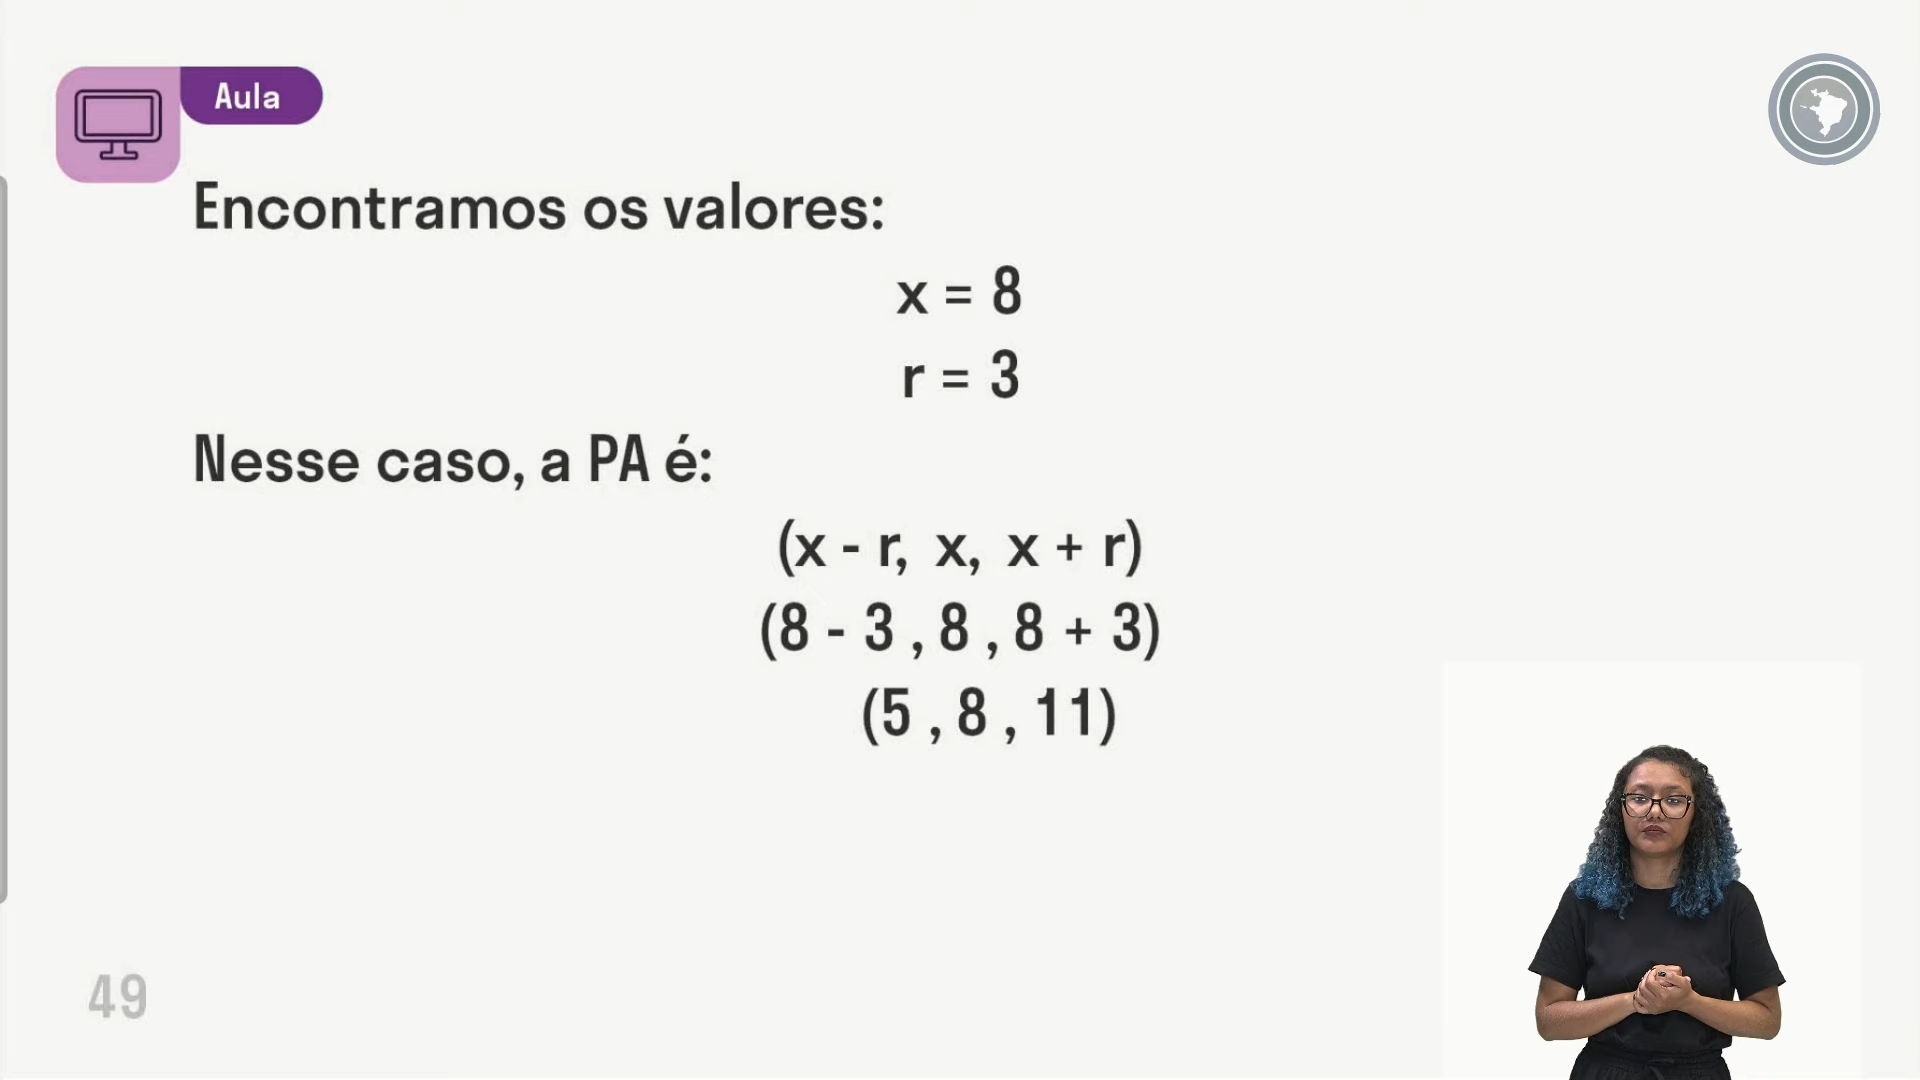 Aula
Encontramos os valores:
x = 8
r = 3
Nesse caso, a PA é:
(x - r, x, x + r)
(8 - 3 , 8 , 8 + 3)
(5 , 8 , 11)
49